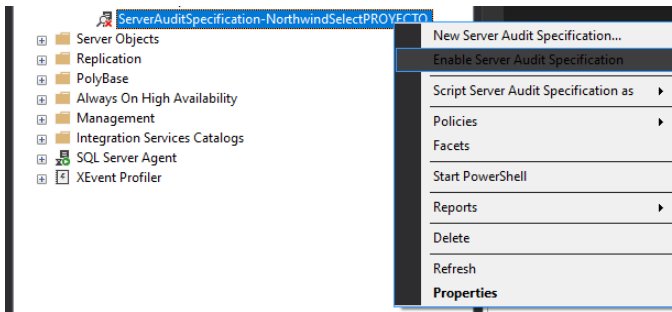 ServerAuditSpecification-NorthwindSelectPROYECTO
Server Objects
Replication
PolyBase
Always On High Availability
Management
Integration Services Catalogs
SQL Server Agent
XEvent Profiler
New Server Audit Specification...
Enable Server Audit Specification
Script Server Audit Specification as
Policies
Facets
Start PowerShell
Reports
Delete
Refresh
Properties